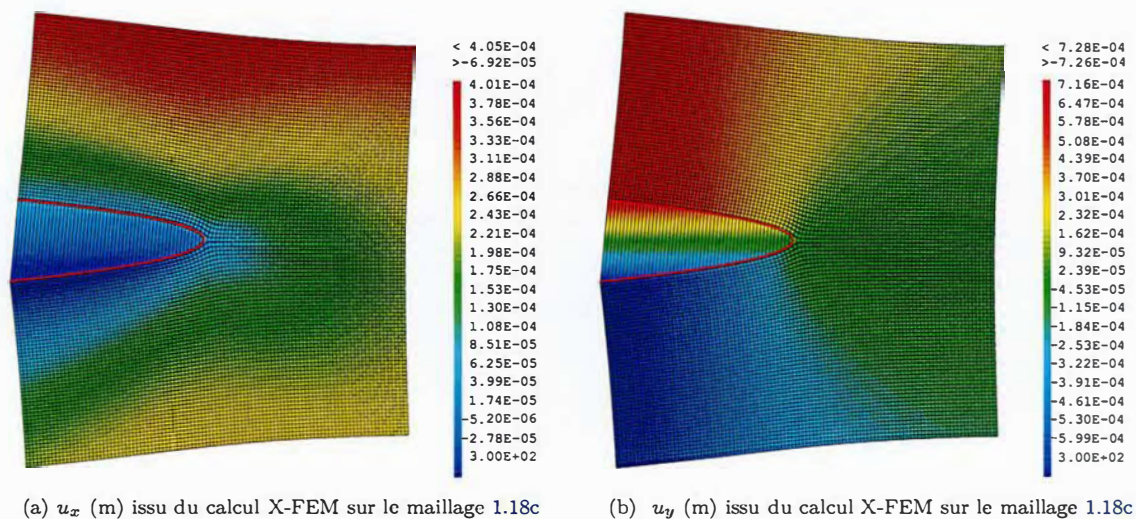 < 4.05E-04
>-6.92E-05
4.01E-04
3.78E-04
3.56E-04
3.33E-04
3.11E-04
2.88E-04
2.66E-04
2.43E-04
2.21E-04
1.98E-04
1.75E-04
1.53E-04
1.30E-04
1.08E-04
8.51E-05
6.25E-05
3.99E-05
1.74E-05
-5.20E-06
-2.78E-05
3.00E+02
(a) uₓ (m) issu du calcul X-FEM sur le maillage 1.18c
< 7.28E-04
>-7.26E-04
7.16E-04
6.47E-04
5.78E-04
5.08E-04
4.39E-04
3.70E-04
3.01E-04
2.32E-04
1.62E-04
9.32E-05
2.39E-05
-4.53E-05
-1.15E-04
-1.84E-04
-2.53E-04
-3.22E-04
-3.91E-04
-4.61E-04
-5.30E-04
-5.99E-04
3.00E+02
(b) u_y (m) issu du calcul X-FEM sur le maillage 1.18c